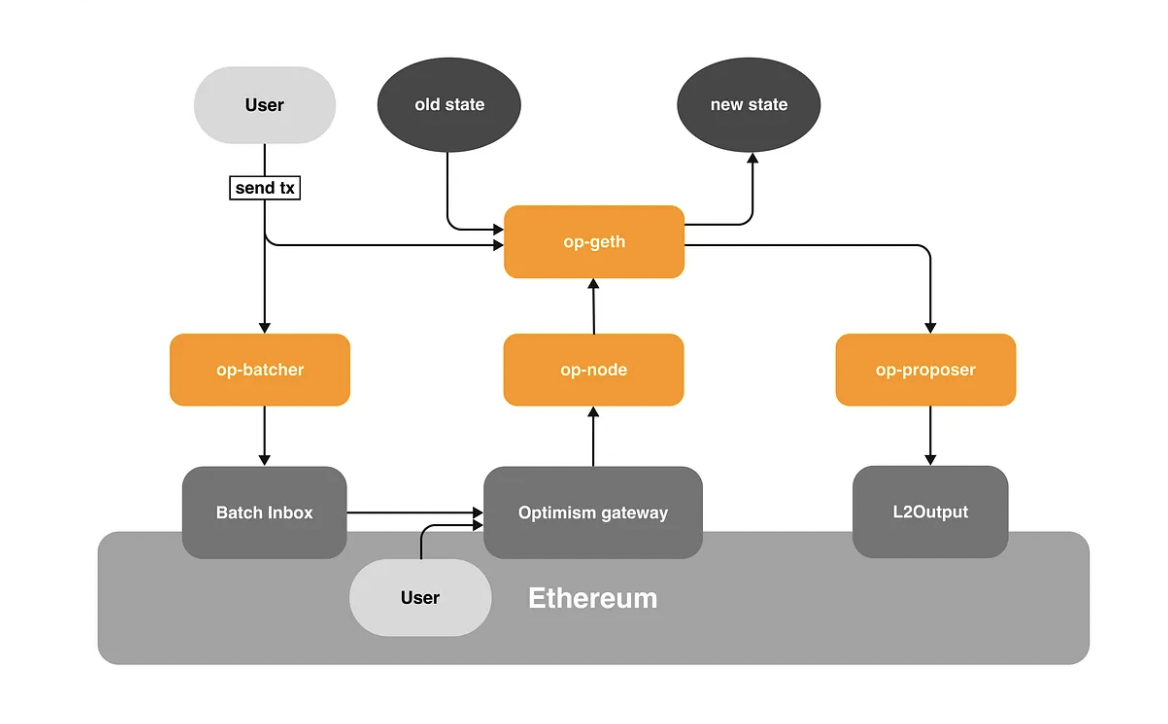 User
old state
new state
send tx
op-geth
op-batcher
op-node
op-proposer
Batch Inbox
Optimism gateway
L2Output
User
Ethereum